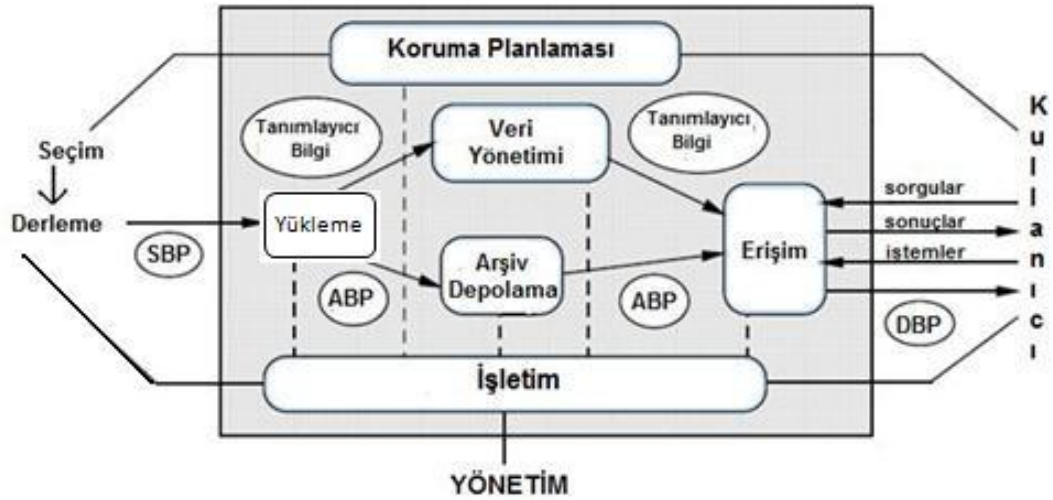 Koruma Planlaması
Tanımlayıcı
Bilgi
Veri
Yönetimi
Tanımlayıcı
Bilgi
Seçim
Derleme
SBP
Yükleme
ABP
Arşiv
Depolama
ABP
Erişim
sorgular
sonuçlar
istemler
DBP
Kullanıcı
İşletim
YÖNETİM